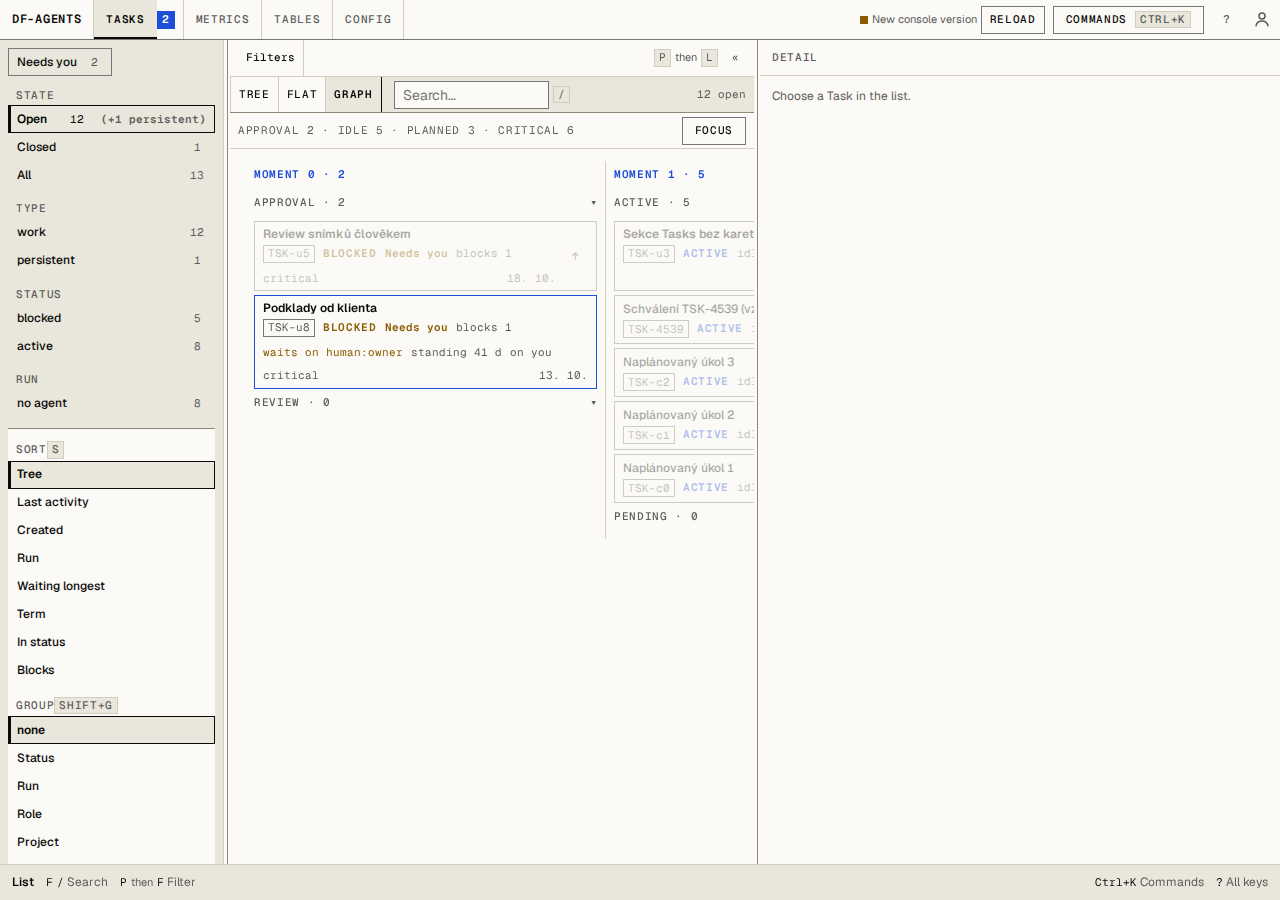 DF-AGENTS TASKS 2 METRICS TABLES CONFIG New console version RELOAD COMMANDS CTRL+K ?
Needs you 2
STATE
Open 12 (+1 persistent)
Closed 1
All 13
TYPE
work 12
persistent 1
STATUS
blocked 5
active 8
RUN
no agent 8
SORT S
Tree
Last activity
Created
Run
Waiting longest
Term
In status
Blocks
GROUP SHIFT+G
none
Status
Run
Role
Project
Filters P then L «
TREE FLAT GRAPH Search… / 12 open
APPROVAL 2 · IDLE 5 · PLANNED 3 · CRITICAL 6 FOCUS
MOMENT 0 · 2
APPROVAL · 2 ▾
Review snímků člověkem
TSK-u5 BLOCKED Needs you blocks 1 ↑
critical 18. 10.
Podklady od klienta
TSK-u8 BLOCKED Needs you blocks 1
waits on human:owner standing 41 d on you
critical 13. 10.
REVIEW · 0 ▾
MOMENT 1 · 5
ACTIVE · 5
Sekce Tasks bez karet
TSK-u3 ACTIVE idl
Schválení TSK-4539 (vz
TSK-4539 ACTIVE i
Naplánovaný úkol 3
TSK-c2 ACTIVE idl
Naplánovaný úkol 2
TSK-c1 ACTIVE idl
Naplánovaný úkol 1
TSK-c0 ACTIVE idl
PENDING · 0
DETAIL
Choose a Task in the list.
List F / Search P then F Filter Ctrl+K Commands ? All keys